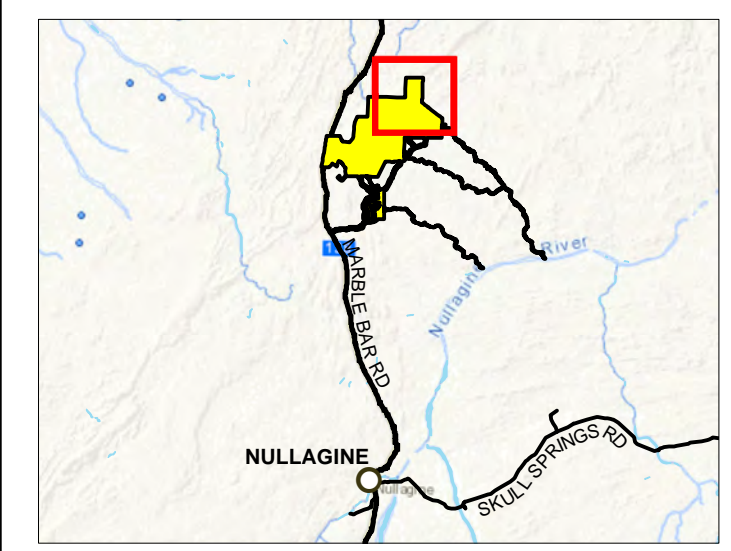 River
Nullagine
MARBLE BAR RD
NULLAGINE
Nullagine
SKULL SPRINGS RD